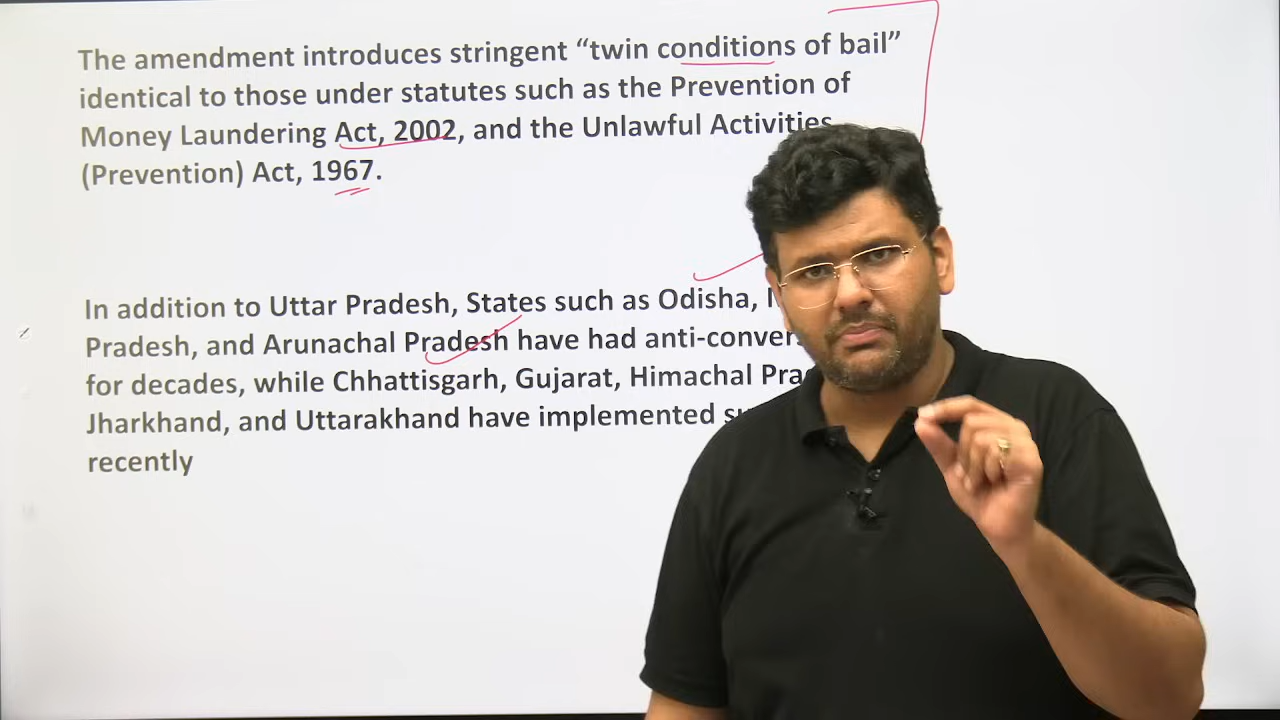 The amendment introduces stringent “twin conditions of bail”
identical to those under statutes such as the Prevention of
Money Laundering Act, 2002, and the Unlawful Activities
(Prevention) Act, 1967.
In addition to Uttar Pradesh, States such as Odisha,
Pradesh, and Arunachal Pradesh have had
for decades, while Chhattisgarh, Gujarat, Himachal
Jharkhand, and Uttarakhand have implemented
recently